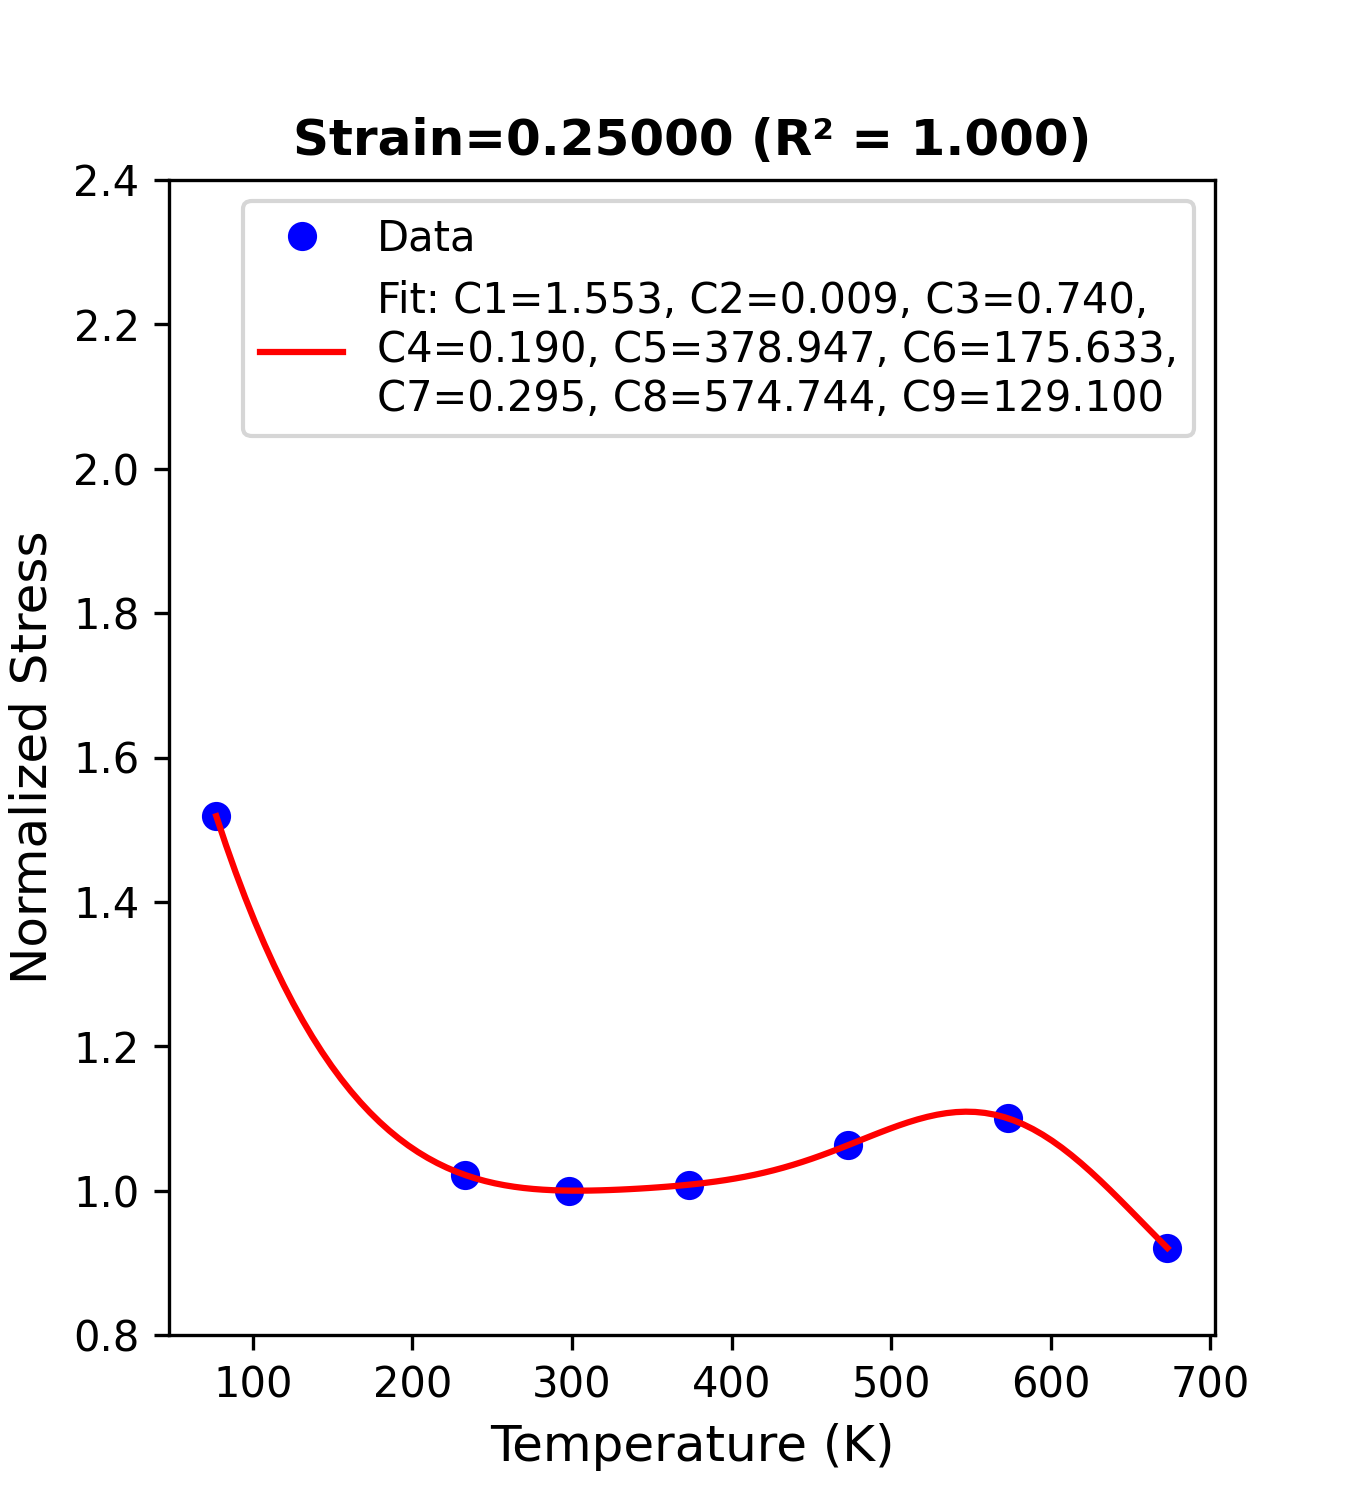 Strain=0.25000 (R² = 1.000)
Data
Fit: C1=1.553, C2=0.009, C3=0.740,
C4=0.190, C5=378.947, C6=175.633,
C7=0.295, C8=574.744, C9=129.100
2.4
2.2
2.0
1.8
1.6
1.4
1.2
1.0
0.8
Normalized Stress
100 200 300 400 500 600 700
Temperature (K)